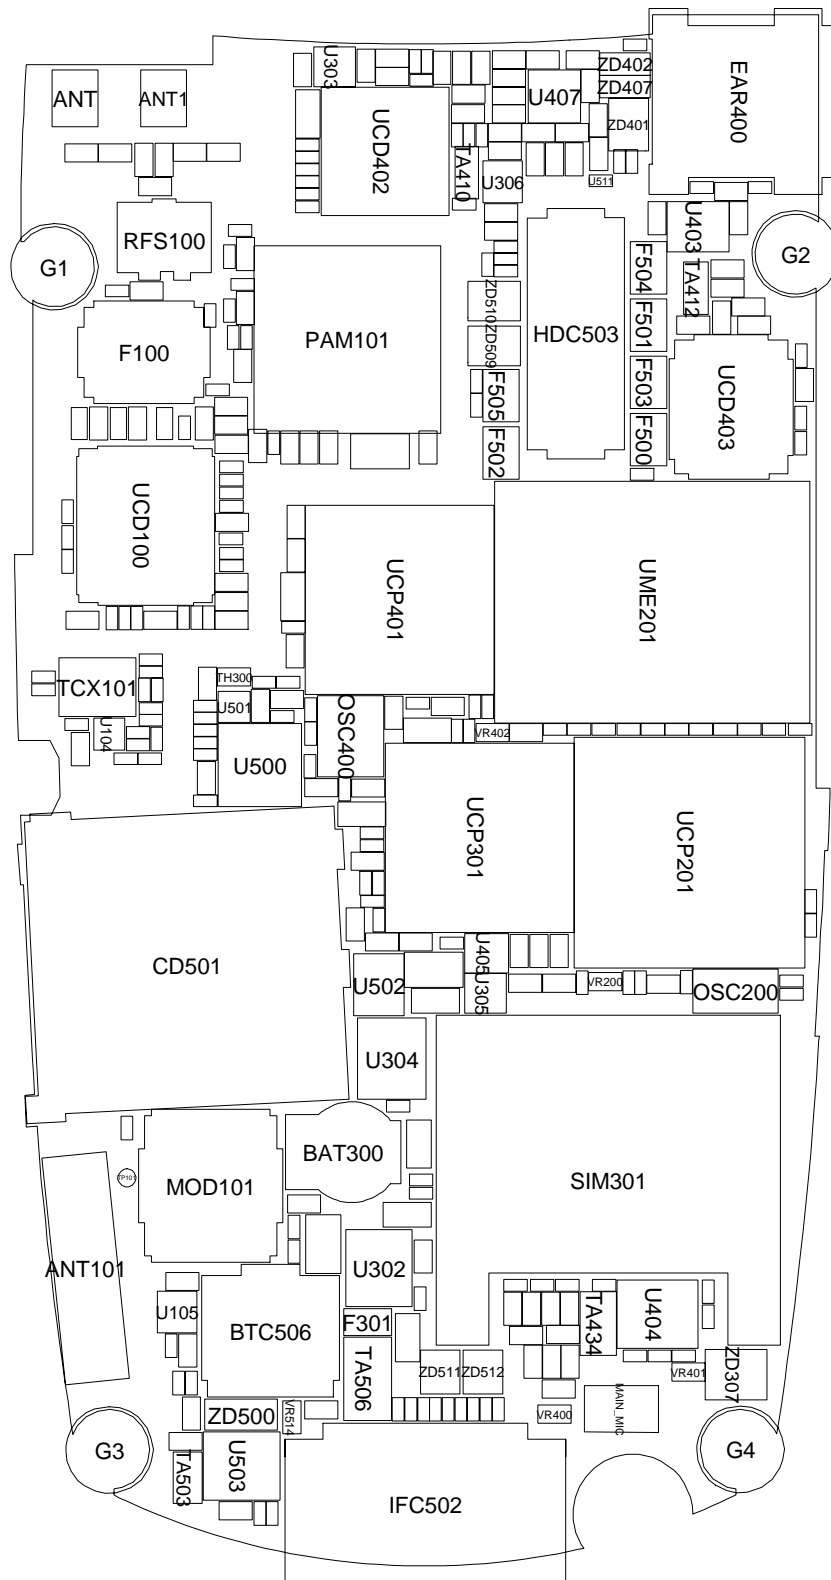 U303
ZD402
EAR400
ANT
ANT1
U407
ZD407
UCD402
ZD401
TA410
U306
U511
RFS100
U403
G1
G2
F504
TA412
ZD510
PAM101
HDC503
F501
F100
ZD509
F505
F503
UCD403
F502
F500
UCD100
UCP401
UME201
TH300
TCX101
U501
OSC400
U104
VR402
U500
UCP301
UCP201
CD501
U405
U502
U305
VR200
OSC200
U304
BAT300
TP101
MOD101
SIM301
ANT101
U302
U105
BTC506
F301
TA434
U404
TA506
ZD511
ZD512
VR401
ZD307
ZD500
VR514
VR400
MAIN_MIC
G3
U503
G4
TA503
IFC502